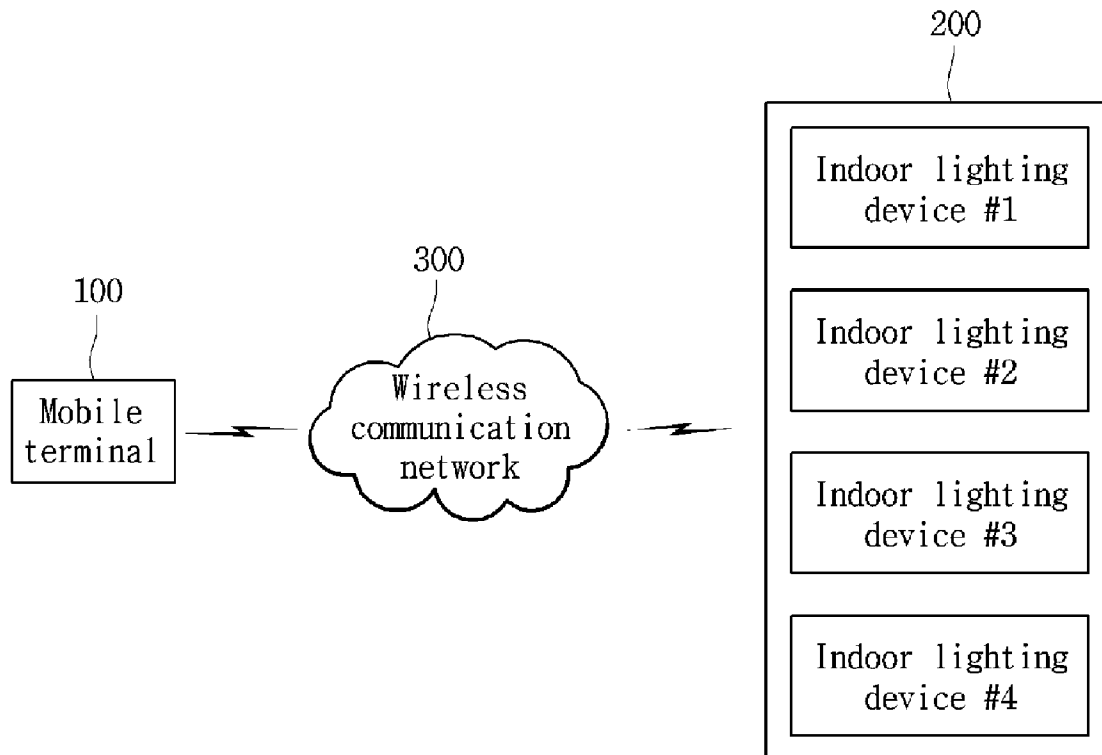 200
Indoor lighting
device #1
300
100
Indoor lighting
device #2
Wireless
communication
network
Mobile
terminal
Indoor lighting
device #3
Indoor lighting
device #4